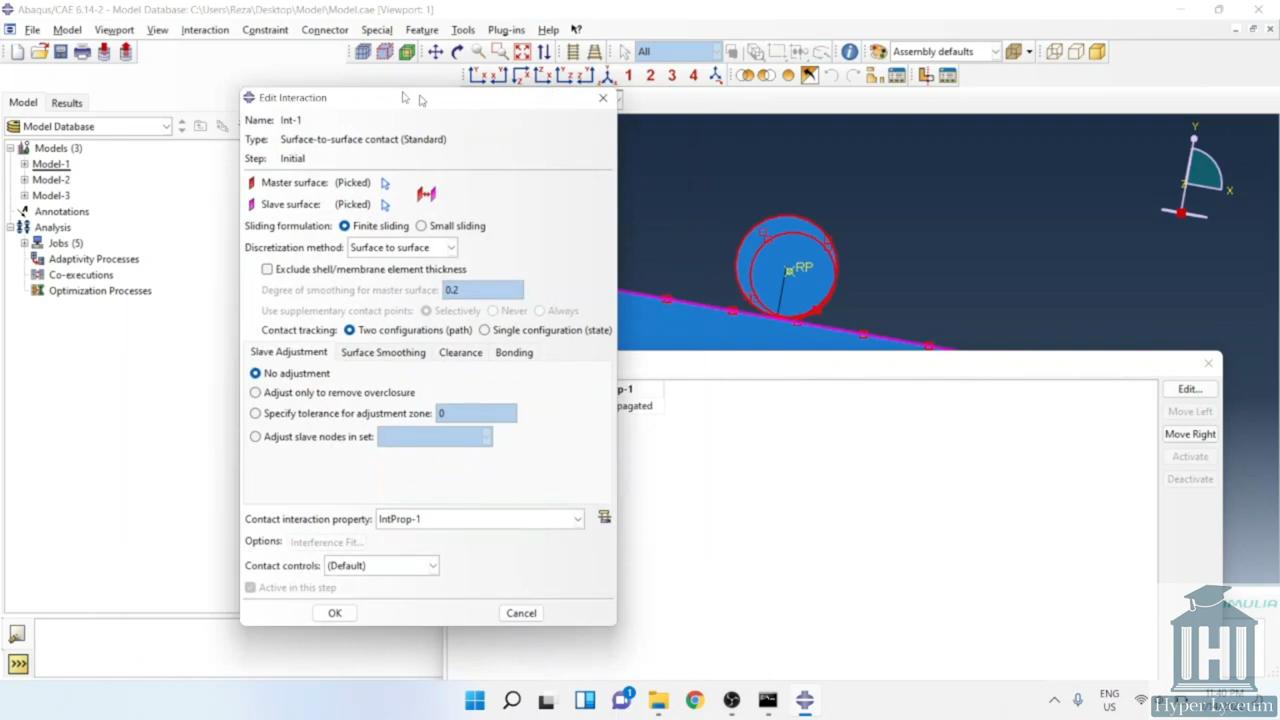 Abaqus/CAE 6.14-2 - Model Database: C:\Users\Reza\Desktop\Model\Model.cae [Viewport: 1]
File Model Viewport View Interaction Constraint Connector Special Feature Tools Plug-ins Help
All
Assembly defaults
1 2 3 4
Model Results
Model Database
Models (3)
Model-1
Model-2
Model-3
Annotations
Analysis
Jobs (5)
Adaptivity Processes
Co-executions
Optimization Processes
Edit Interaction
Name: Int-1
Type: Surface-to-surface contact (Standard)
Step: Initial
Master surface: (Picked)
Slave surface: (Picked)
Sliding formulation: Finite sliding Small sliding
Discretization method: Surface to surface
Exclude shell/membrane element thickness
Degree of smoothing for master surface: 0.2
Use supplementary contact points: Selectively Never Always
Contact tracking: Two configurations (path) Single configuration (state)
Slave Adjustment Surface Smoothing Clearance Bonding
No adjustment
Adjust only to remove overclosure
Specify tolerance for adjustment zone: 0
Adjust slave nodes in set:
Contact interaction property: IntProp-1
Options: Interference Fit...
Contact controls: (Default)
Active in this step
OK Cancel
Y
Z
X
RP
p-1
pagated
Edit...
Move Left
Move Right
Activate
Deactivate
IMULIA
>>>
1
ENG
US
11:40 PM
Hyper Lyceum